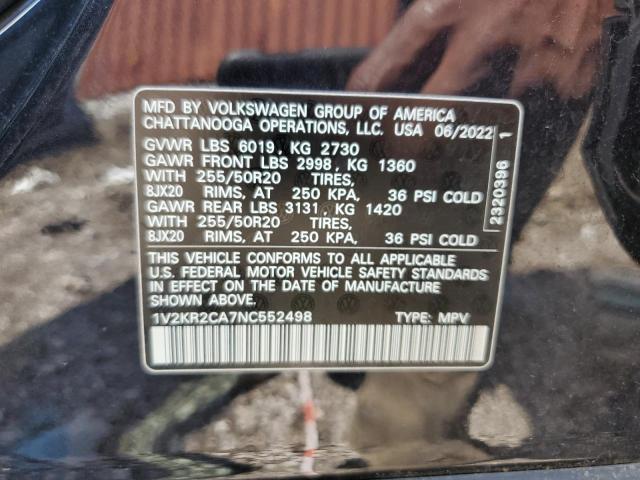 MFD BY VOLKSWAGEN GROUP OF AMERICA
CHATTANOOGA OPERATIONS, LLC. USA 06/2022
GVWR LBS 6019, KG 2730
GAWR FRONT LBS 2998, KG 1360
WITH 255/50R20 TIRES,
8JX20 RIMS, AT 250 KPA, 36 PSI COLD
GAWR REAR LBS 3131, KG 1420
WITH 255/50R20 TIRES,
8JX20 RIMS, AT 250 KPA, 36 PSI COLD
THIS VEHICLE CONFORMS TO ALL APPLICABLE
U.S. FEDERAL MOTOR VEHICLE SAFETY STANDARDS
IN EFFECT ON THE DATE OF MANUFACTURE
SHOWN ABOVE.
1V2KR2CA7NC552498 TYPE: MPV
2320396 1